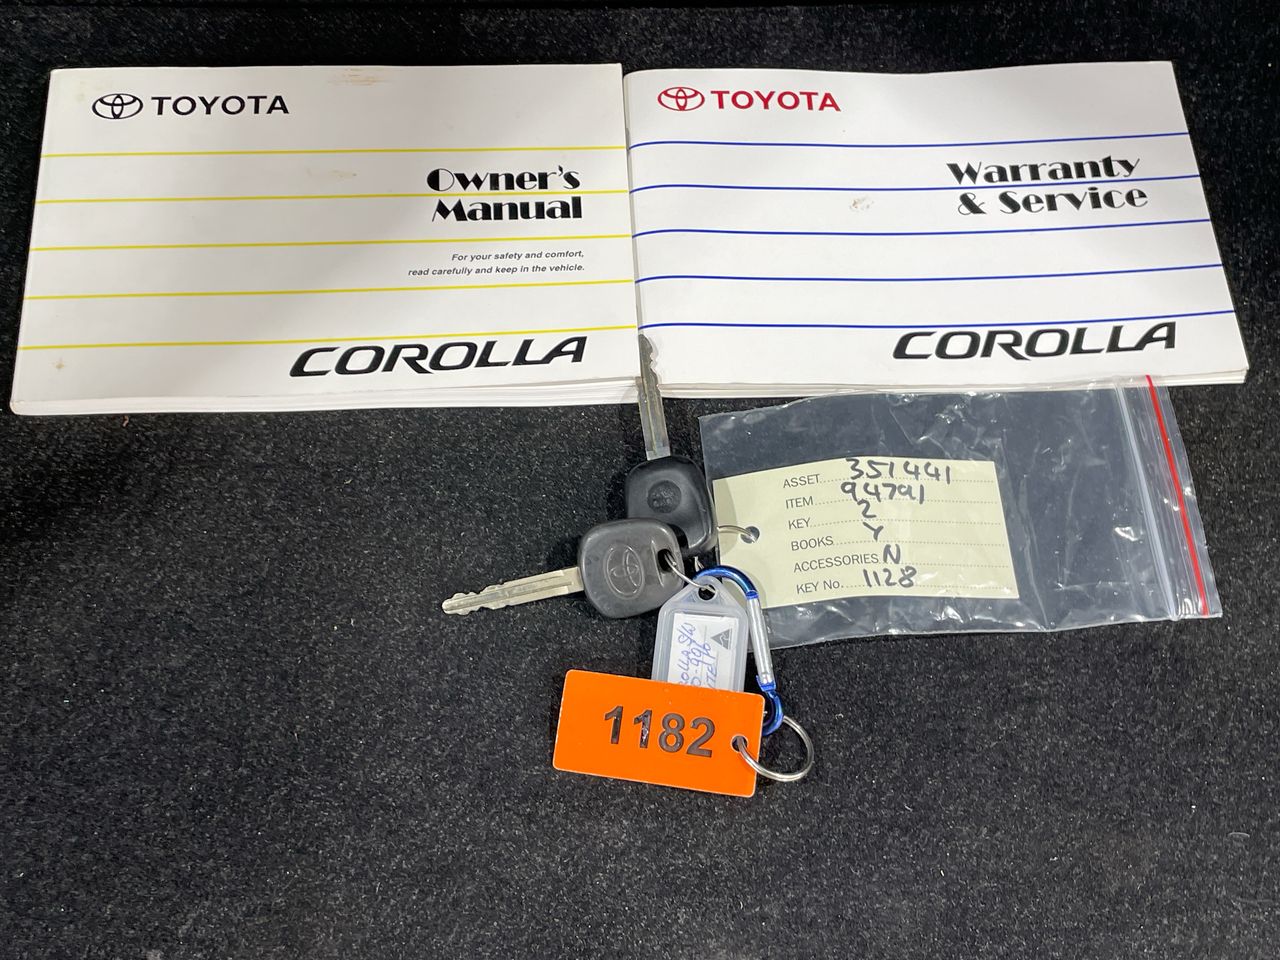 TOYOTA
Owner's
Manual
For your safety and comfort,
read carefully and keep in the vehicle.
COROLLA
TOYOTA
Warranty
& Service
COROLLA
ASSET 351441
ITEM 94791
KEY 2
BOOKS Y
ACCESSORIES N
KEY No. 1128
1182